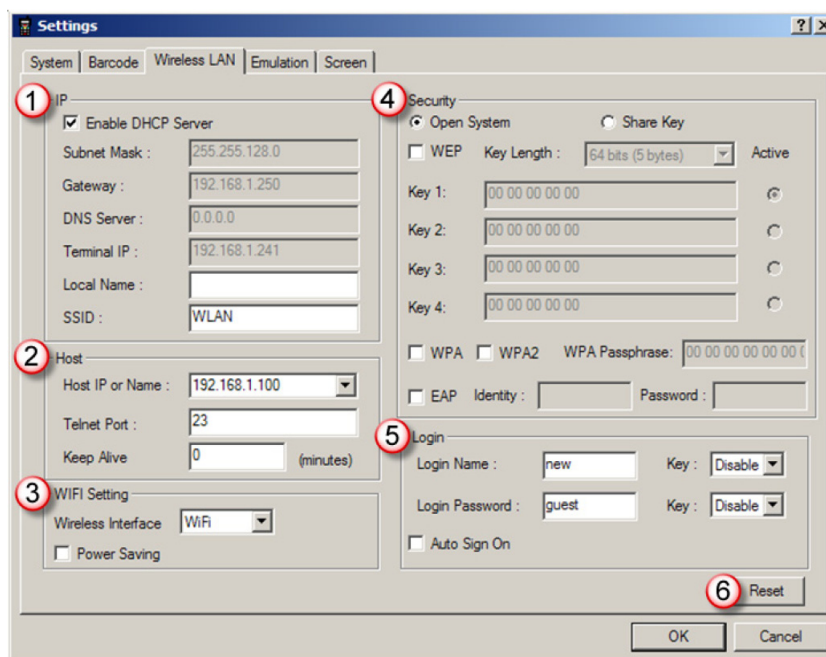 Settings
System Barcode Wireless LAN Emulation Screen
1
IP
Enable DHCP Server
Subnet Mask : 255.255.128.0
Gateway : 192.168.1.250
DNS Server : 0.0.0.0
Terminal IP : 192.168.1.241
Local Name :
SSID : WLAN
2
Host
Host IP or Name : 192.168.1.100
Telnet Port : 23
Keep Alive 0 (minutes)
3
WIFI Setting
Wireless Interface WiFi
Power Saving
4
Security
Open System Share Key
WEP Key Length : 64 bits (5 bytes) Active
Key 1: 00 00 00 00 00
Key 2: 00 00 00 00 00
Key 3: 00 00 00 00 00
Key 4: 00 00 00 00 00
WPA WPA2 WPA Passphrase: 00 00 00 00 00 00
EAP Identity : Password :
5
Login
Login Name : new Key : Disable
Login Password : guest Key : Disable
Auto Sign On
6
Reset
OK Cancel